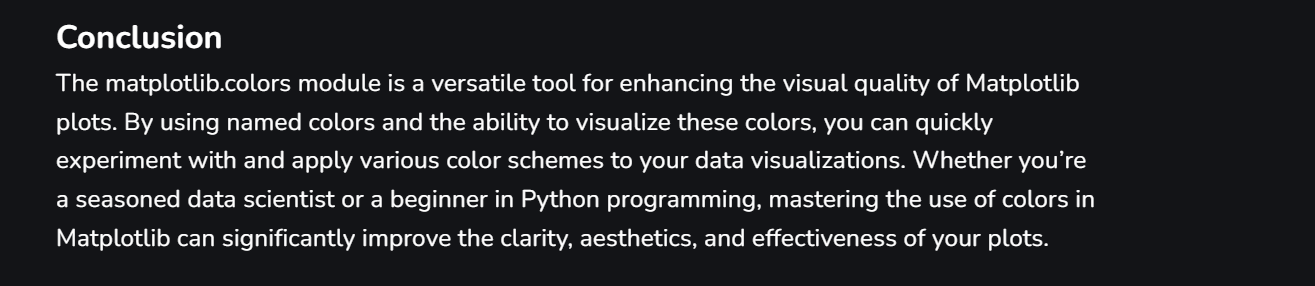 Conclusion
The matplotlib.colors module is a versatile tool for enhancing the visual quality of Matplotlib
plots. By using named colors and the ability to visualize these colors, you can quickly
experiment with and apply various color schemes to your data visualizations. Whether you’re
a seasoned data scientist or a beginner in Python programming, mastering the use of colors in
Matplotlib can significantly improve the clarity, aesthetics, and effectiveness of your plots.